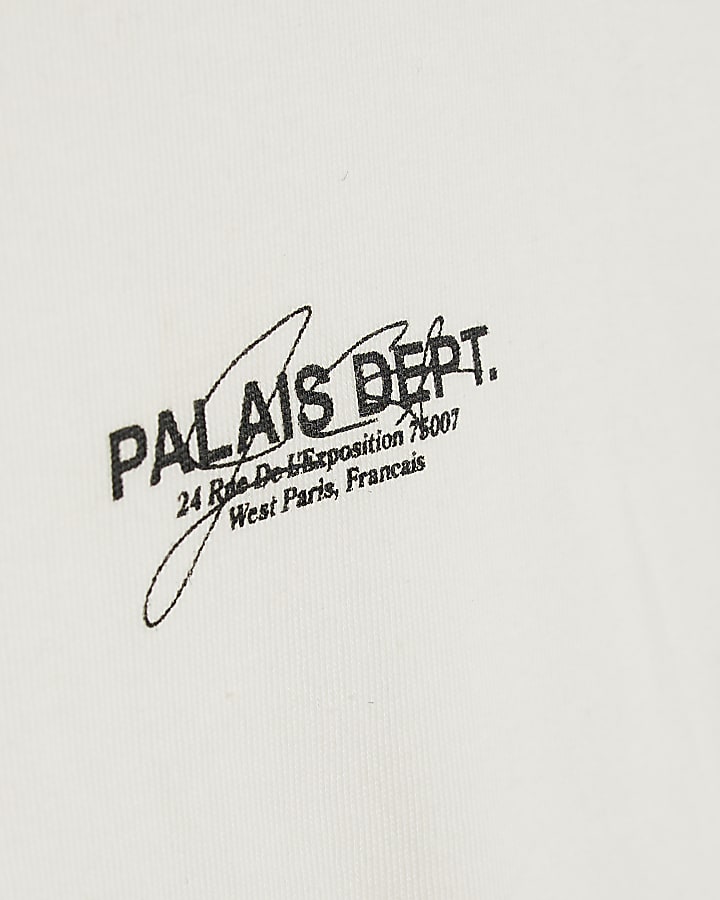 PALAIS DEPT.
24 Rue De L'Exposition 75007
West Paris, Francais